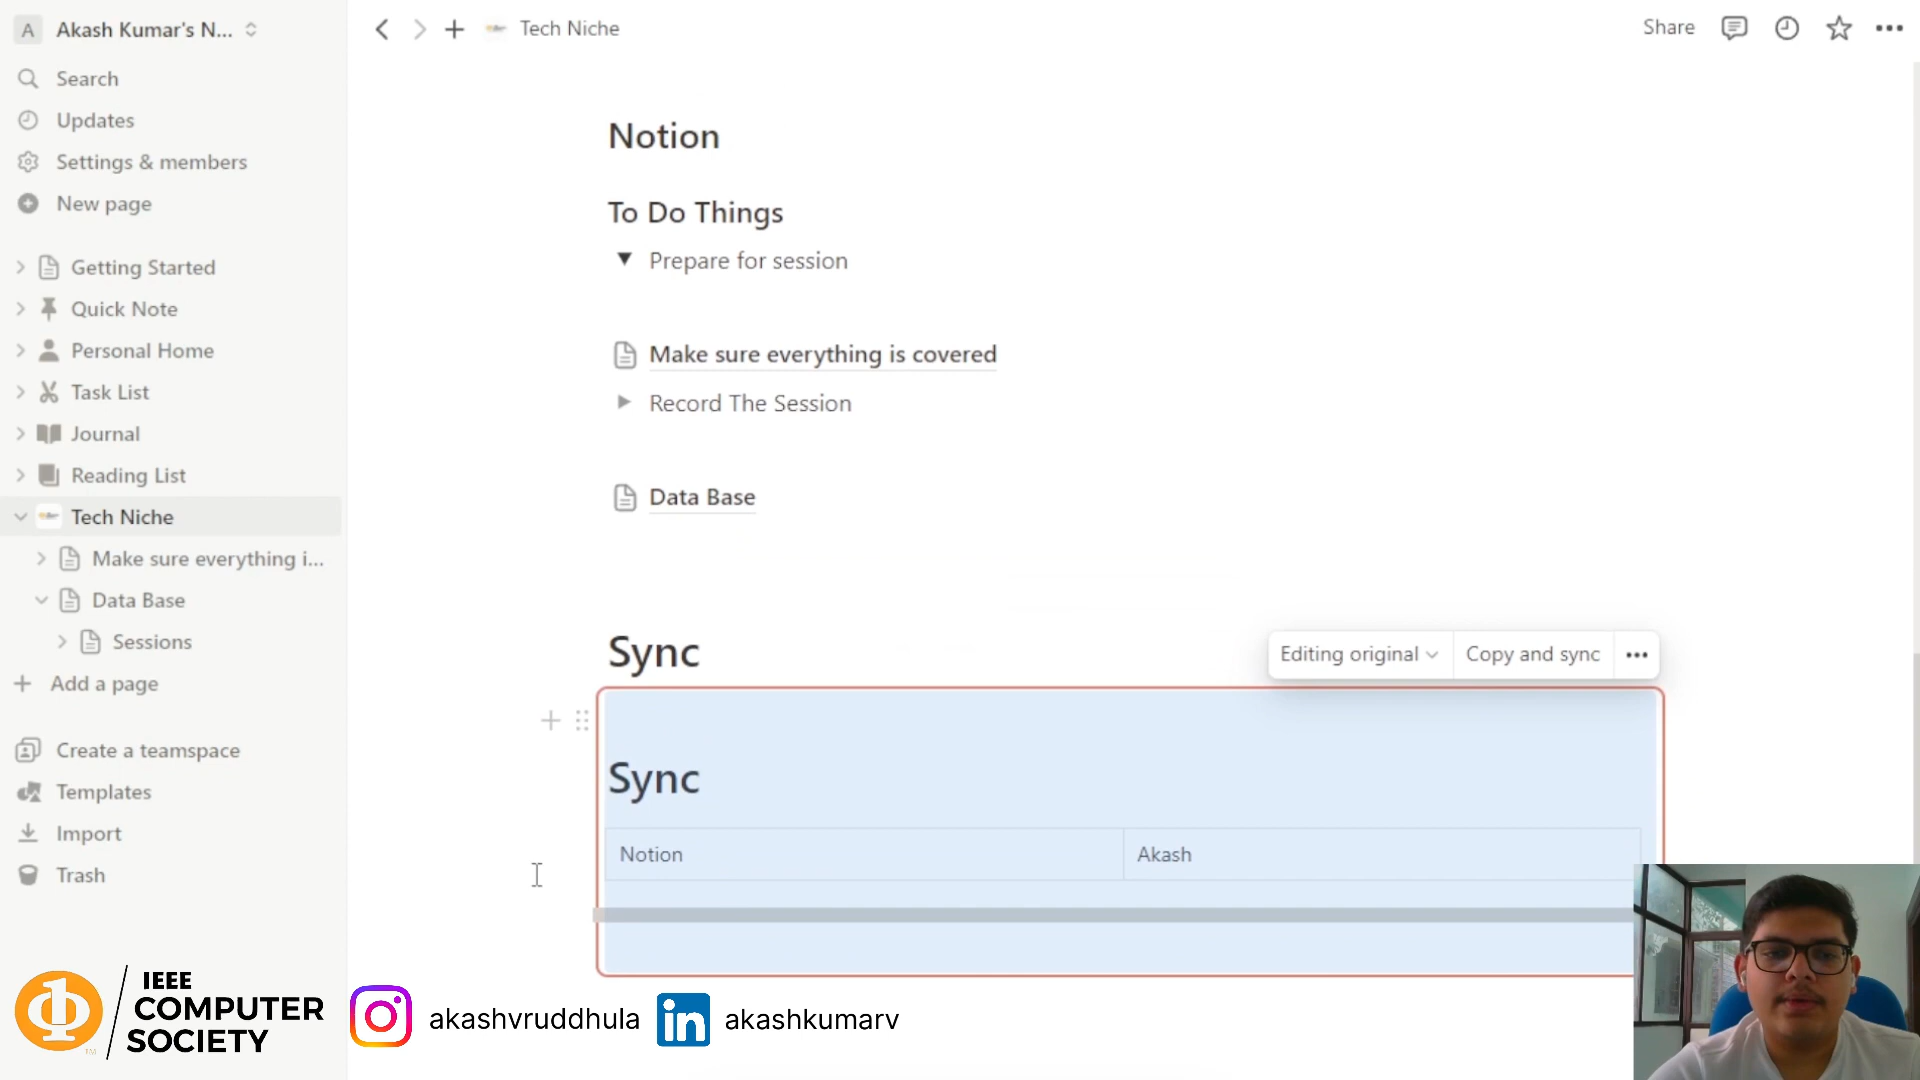 A Akash Kumar's N...
Search
Updates
Settings & members
New page
Getting Started
Quick Note
Personal Home
Task List
Journal
Reading List
Tech Niche
Make sure everything i...
Data Base
Sessions
Add a page
Create a teamspace
Templates
Import
Trash
Tech Niche
Share
Notion
To Do Things
Prepare for session
Make sure everything is covered
Record The Session
Data Base
Sync
Editing original
Copy and sync
Sync
Notion
Akash
IEEE
COMPUTER
SOCIETY
TM
akashvruddhula
in
akashkumarv